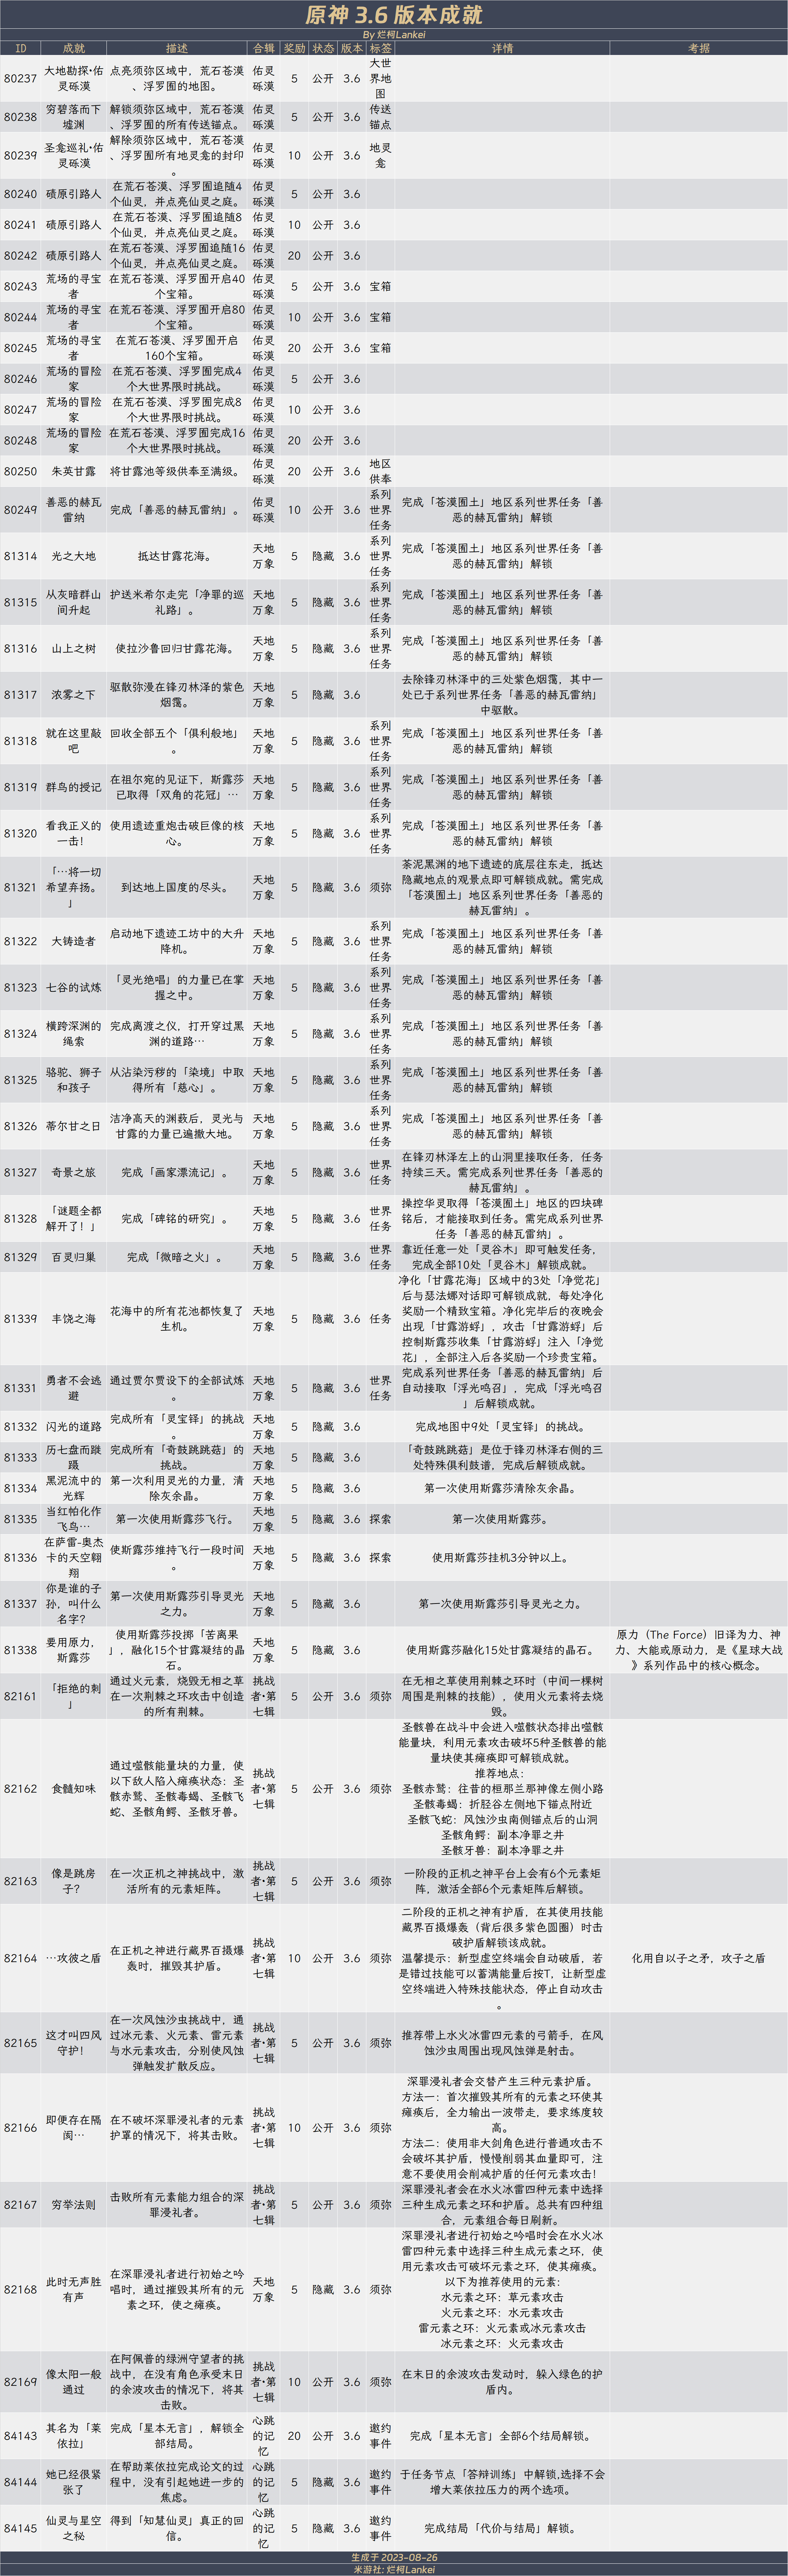 原神 3.6 版本成就
By 烂柯Lankei
ID 成就 描述 合辑 奖励 状态 版本 标签 详情 考据
80237 大地勘探•佑灵砾漠 点亮须弥区域中，荒石苍漠、浮罗囿的地图。 佑灵砾漠 5 公开 3.6 大世界地图
80238 穷碧落而下墟渊 解锁须弥区域中，荒石苍漠、浮罗囿的所有传送锚点。 佑灵砾漠 5 公开 3.6 传送锚点
80239 圣龛巡礼•佑灵砾漠 解除须弥区域中，荒石苍漠、浮罗囿所有地灵龛的封印。 佑灵砾漠 10 公开 3.6 地灵龛
80240 碛原引路人 在荒石苍漠、浮罗囿追随4个仙灵，并点亮仙灵之庭。 佑灵砾漠 5 公开 3.6
80241 碛原引路人 在荒石苍漠、浮罗囿追随8个仙灵，并点亮仙灵之庭。 佑灵砾漠 10 公开 3.6
80242 碛原引路人 在荒石苍漠、浮罗囿追随16个仙灵，并点亮仙灵之庭。 佑灵砾漠 20 公开 3.6
80243 荒场的寻宝者 在荒石苍漠、浮罗囿开启40个宝箱。 佑灵砾漠 5 公开 3.6 宝箱
80244 荒场的寻宝者 在荒石苍漠、浮罗囿开启80个宝箱。 佑灵砾漠 10 公开 3.6 宝箱
80245 荒场的寻宝者 在荒石苍漠、浮罗囿开启160个宝箱。 佑灵砾漠 20 公开 3.6 宝箱
80246 荒场的冒险家 在荒石苍漠、浮罗囿完成4个大世界限时挑战。 佑灵砾漠 5 公开 3.6
80247 荒场的冒险家 在荒石苍漠、浮罗囿完成8个大世界限时挑战。 佑灵砾漠 10 公开 3.6
80248 荒场的冒险家 在荒石苍漠、浮罗囿完成16个大世界限时挑战。 佑灵砾漠 20 公开 3.6
80250 朱英甘露 将甘露池等级供奉至满级。 佑灵砾漠 20 公开 3.6 地区供奉
80249 善恶的赫瓦雷纳 完成「善恶的赫瓦雷纳」。 佑灵砾漠 10 公开 3.6 系列世界任务 完成「苍漠囿土」地区系列世界任务「善恶的赫瓦雷纳」解锁
81314 光之大地 抵达甘露花海。 天地万象 5 隐藏 3.6 系列世界任务 完成「苍漠囿土」地区系列世界任务「善恶的赫瓦雷纳」解锁
81315 从灰暗群山间升起 护送米希尔走完「净罪的巡礼路」。 天地万象 5 隐藏 3.6 系列世界任务 完成「苍漠囿土」地区系列世界任务「善恶的赫瓦雷纳」解锁
81316 山上之树 使拉沙鲁回归甘露花海。 天地万象 5 隐藏 3.6 系列世界任务 完成「苍漠囿土」地区系列世界任务「善恶的赫瓦雷纳」解锁
81317 浓雾之下 驱散弥漫在锋刃林泽的紫色烟霭。 天地万象 5 隐藏 3.6 去除锋刃林泽中的三处紫色烟霭，其中一处已于系列世界任务「善恶的赫瓦雷纳」中驱散。
81318 就在这里敲吧 回收全部五个「俱利般地」。 天地万象 5 隐藏 3.6 系列世界任务 完成「苍漠囿土」地区系列世界任务「善恶的赫瓦雷纳」解锁
81319 群鸟的授记 在祖尔宛的见证下，斯露莎已取得「双角的花冠」… 天地万象 5 隐藏 3.6 系列世界任务 完成「苍漠囿土」地区系列世界任务「善恶的赫瓦雷纳」解锁
81320 看我正义的一击！ 使用遗迹重炮击破巨像的核心。 天地万象 5 隐藏 3.6 系列世界任务 完成「苍漠囿土」地区系列世界任务「善恶的赫瓦雷纳」解锁
81321 「…将一切希望弃扬。」 到达地上国度的尽头。 天地万象 5 隐藏 3.6 须弥 荼泥黑渊的地下遗迹的底层往东走，抵达隐藏地点的观景点即可解锁成就。需完成「苍漠囿土」地区系列世界任务「善恶的赫瓦雷纳」。
81322 大铸造者 启动地下遗迹工坊中的大升降机。 天地万象 5 隐藏 3.6 系列世界任务 完成「苍漠囿土」地区系列世界任务「善恶的赫瓦雷纳」解锁
81323 七谷的试炼 「灵光绝唱」的力量已在掌握之中。 天地万象 5 隐藏 3.6 系列世界任务 完成「苍漠囿土」地区系列世界任务「善恶的赫瓦雷纳」解锁
81324 横跨深渊的绳索 完成离渡之仪，打开穿过黑渊的道路… 天地万象 5 隐藏 3.6 系列世界任务 完成「苍漠囿土」地区系列世界任务「善恶的赫瓦雷纳」解锁
81325 骆驼、狮子和孩子 从沾染污秽的「染境」中取得所有「慈心」。 天地万象 5 隐藏 3.6 系列世界任务 完成「苍漠囿土」地区系列世界任务「善恶的赫瓦雷纳」解锁
81326 蒂尔甘之日 洁净高天的渊薮后，灵光与甘露的力量已遍撒大地。 天地万象 5 隐藏 3.6 系列世界任务 完成「苍漠囿土」地区系列世界任务「善恶的赫瓦雷纳」解锁
81327 奇景之旅 完成「画家漂流记」。 天地万象 5 隐藏 3.6 世界任务 在锋刃林泽左上的山洞里接取任务，任务持续三天。需完成系列世界任务「善恶的赫瓦雷纳」。
81328 「谜题全都解开了！」 完成「碑铭的研究」。 天地万象 5 隐藏 3.6 世界任务 操控华灵取得「苍漠囿土」地区的四块碑铭后，才能接取到任务。需完成系列世界任务「善恶的赫瓦雷纳」。
81329 百灵归巢 完成「微暗之火」。 天地万象 5 隐藏 3.6 世界任务 靠近任意一处「灵谷木」即可触发任务，完成全部10处「灵谷木」解锁成就。
81339 丰饶之海 花海中的所有花池都恢复了生机。 天地万象 5 隐藏 3.6 任务 净化「甘露花海」区域中的3处「净觉花」后与瑟法娜对话即可解锁成就，每处净化奖励一个精致宝箱。净化完毕后的夜晚会出现「甘露游蜉」，攻击「甘露游蜉」后控制斯露莎收集「甘露游蜉」注入「净觉花」，全部注入后各奖励一个珍贵宝箱。
81331 勇者不会逃避 通过贾尔贾设下的全部试炼。 天地万象 5 隐藏 3.6 世界任务 完成系列世界任务「善恶的赫瓦雷纳」后自动接取「浮光鸣召」，完成「浮光鸣召」后解锁成就。
81332 闪光的道路 完成所有「灵宝铎」的挑战。 天地万象 5 隐藏 3.6 完成地图中9处「灵宝铎」的挑战。
81333 历七盘而蹝蹑 完成所有「奇鼓跳跳菇」的挑战。 天地万象 5 隐藏 3.6 「奇鼓跳跳菇」是位于锋刃林泽右侧的三处特殊俱利鼓谱，完成后解锁成就。
81334 黑泥流中的光辉 第一次利用灵光的力量，清除灰余晶。 天地万象 5 隐藏 3.6 第一次使用斯露莎清除灰余晶。
81335 当红帕化作飞鸟… 第一次使用斯露莎飞行。 天地万象 5 隐藏 3.6 探索 第一次使用斯露莎。
81336 在萨雷-奥杰卡的天空翱翔 使斯露莎维持飞行一段时间。 天地万象 5 隐藏 3.6 探索 使用斯露莎挂机3分钟以上。
81337 你是谁的子孙，叫什么名字？ 第一次使用斯露莎引导灵光之力。 天地万象 5 隐藏 3.6 第一次使用斯露莎引导灵光之力。
81338 要用原力，斯露莎 使用斯露莎投掷「苦离果」，融化15个甘露凝结的晶石。 天地万象 5 隐藏 3.6 使用斯露莎融化15处甘露凝结的晶石。 原力（The Force）旧译为力、神力、大能或原动力，是《星球大战》系列作品中的核心概念。
82161 「拒绝的刺」 通过火元素，烧毁无相之草在一次荆棘之环攻击中创造的所有荆棘。 挑战者•第七辑 5 公开 3.6 须弥 在无相之草使用荆棘之环时（中间一棵树周围是荆棘的技能），使用火元素将去烧毁。
82162 食髓知味 通过噬骸能量块的力量，使以下敌人陷入瘫痪状态：圣骸赤鹫、圣骸毒蝎、圣骸飞蛇、圣骸角鳄、圣骸牙兽。 挑战者•第七辑 5 公开 3.6 须弥 圣骸兽在战斗中会进入噬骸状态排出噬骸能量块，利用元素攻击破坏5种圣骸兽的能量块使其瘫痪即可解锁成就。
推荐地点：
圣骸赤鹫：往昔的桓那兰那神像左侧小路
圣骸毒蝎：折胫谷左侧地下锚点附近
圣骸飞蛇：风蚀沙虫南侧锚点后的山洞
圣骸角鳄：副本净罪之井
圣骸牙兽：副本净罪之井
82163 像是跳房子？ 在一次正机之神挑战中，激活所有的元素矩阵。 挑战者•第七辑 5 公开 3.6 须弥 一阶段的正机之神平台上会有6个元素矩阵，激活全部6个元素矩阵后解锁。
82164 …攻彼之盾 在正机之神进行藏界百摄爆轰时，摧毁其护盾。 挑战者•第七辑 10 公开 3.6 须弥 二阶段的正机之神有护盾，在其使用技能藏界百摄爆轰（背后很多紫色圆圈）时击破护盾解锁该成就。
温馨提示：新型虚空终端会自动破盾，若是错过技能可以蓄满能量后按T，让新型虚空终端进入特殊技能状态，停止自动攻击。 化用自以子之矛，攻子之盾
82165 这才叫四风守护！ 在一次风蚀沙虫挑战中，通过冰元素、火元素、雷元素与水元素攻击，分别使风蚀弹触发扩散反应。 挑战者•第七辑 5 公开 3.6 须弥 推荐带上水火冰雷四元素的弓箭手，在风蚀沙虫周围出现风蚀弹是射击。
82166 即便存在隔阂… 在不破坏深罪浸礼者的元素护罩的情况下，将其击败。 挑战者•第七辑 10 公开 3.6 须弥 深罪浸礼者会交替产生三种元素护盾。
方法一：首次摧毁其所有的元素之环使其瘫痪后，全力输出一波带走，要求练度较高。
方法二：使用非大剑角色进行普通攻击不会破坏其护盾，慢慢削弱其血量即可，注意不要使用会削减护盾的任何元素攻击！
82167 穷举法则 击败所有元素能力组合的深罪浸礼者。 挑战者•第七辑 5 公开 3.6 须弥 深罪浸礼者会在水火冰雷四种元素中选择三种生成元素之环和护盾。总共有四种组合，元素组合每日刷新。
82168 此时无声胜有声 在深罪浸礼者进行初始之吟唱时，通过摧毁其所有的元素之环，使之瘫痪。 天地万象 5 隐藏 3.6 须弥 深罪浸礼者进行初始之吟唱时会在水火冰雷四种元素中选择三种生成元素之环，使用元素攻击可破坏元素之环，使其瘫痪。
以下为推荐使用的元素：
水元素之环：草元素攻击
火元素之环：水元素攻击
雷元素之环：火元素或冰元素攻击
冰元素之环：火元素攻击
82169 像太阳一般通过 在阿佩普的绿洲守望者的挑战中，在没有角色承受末日的余波攻击的情况下，将其击败。 挑战者•第七辑 10 公开 3.6 须弥 在末日的余波攻击发动时，躲入绿色的护盾内。
84143 其名为「莱依拉」 完成「星本无言」，解锁全部结局。 心跳的记忆 20 公开 3.6 邀约事件 完成「星本无言」全部6个结局解锁。
84144 她已经很紧张了 在帮助莱依拉完成论文的过程中，没有引起她进一步的焦虑。 心跳的记忆 5 隐藏 3.6 邀约事件 于任务节点「答辩训练」中解锁,选择不会增大莱依拉压力的两个选项。
84145 仙灵与星空之秘 得到「知慧仙灵」真正的回信。 心跳的记忆 5 隐藏 3.6 邀约事件 完成结局「代价与结局」解锁。
生成于 2023-08-26
米游社: 烂柯Lankei